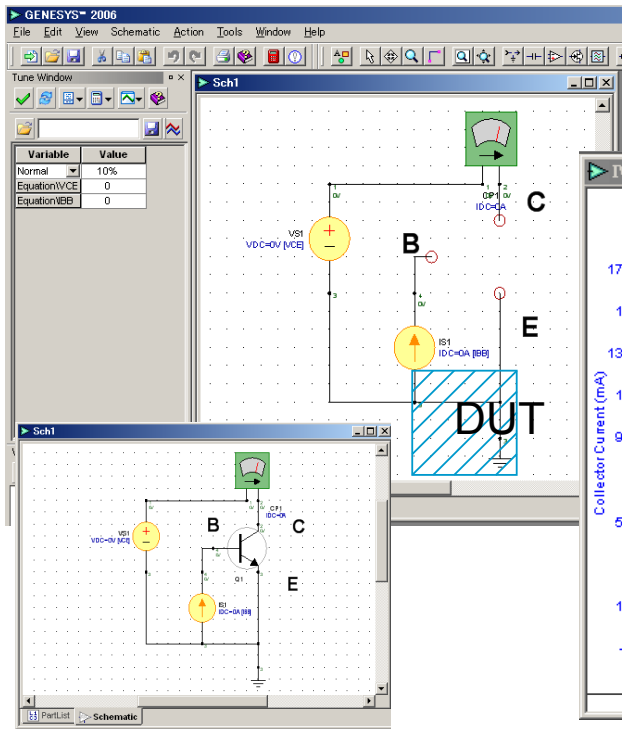 GENESYS™ 2006
File Edit View Schematic Action Tools Window Help
Tune Window
Variable Value
Normal 10%
Equation\VCE 0
Equation\IBB 0
Sch1
CP1
IDC=0A
C
B
VS1
VDC=0V [VCE]
E
IS1
IDC=0A [IBB]
DUT
17
1
13
1
9
5
1
Collector Current (mA)
Sch1
CP1
IDC=0A
B
C
VS1
VDC=0V [VCE]
Q1
E
IS1
IDC=0A [IBB]
PartList Schematic